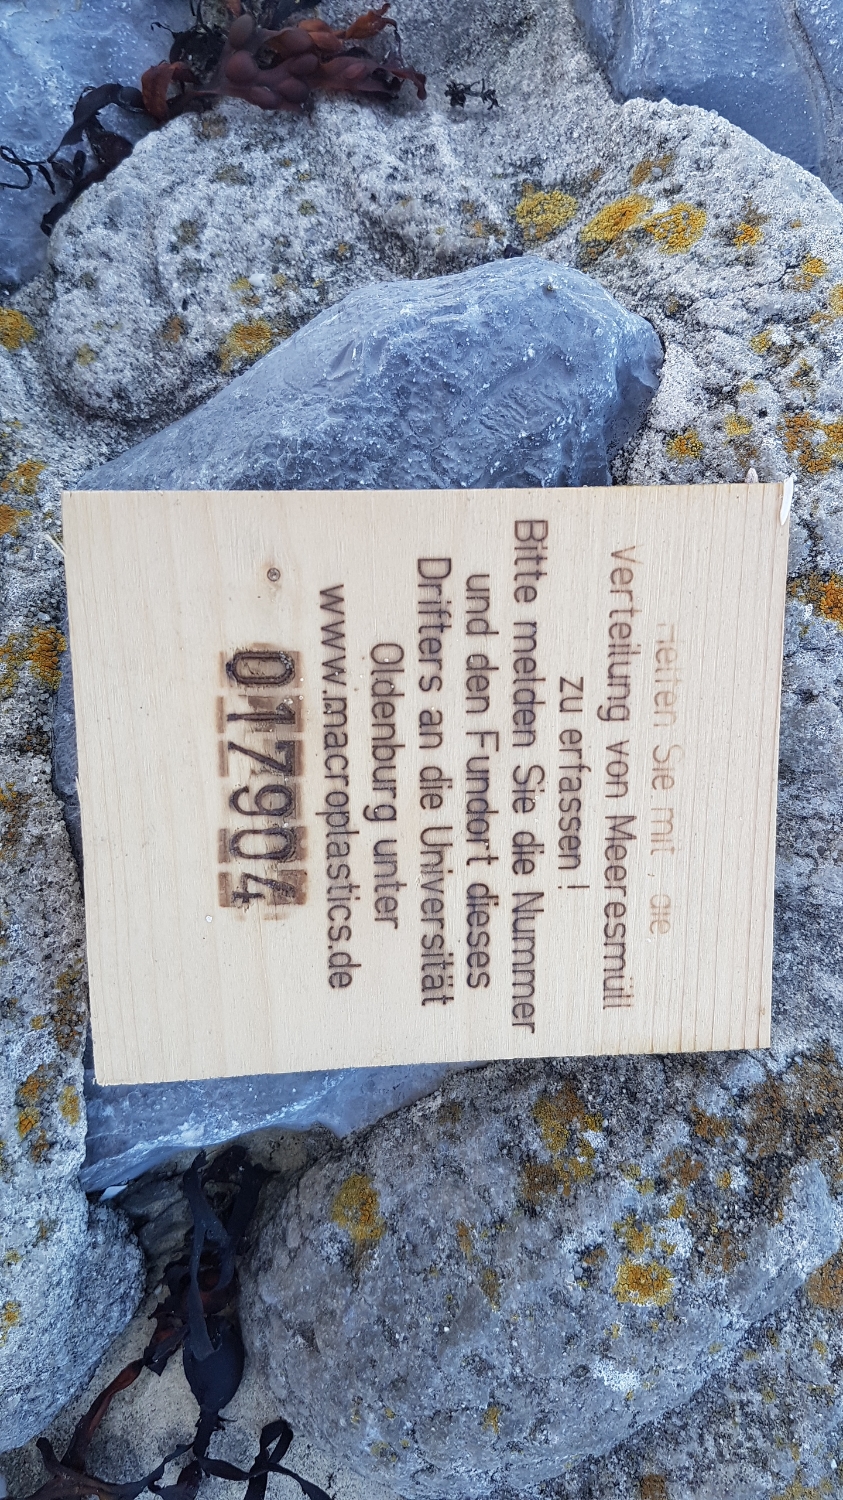 Helfen Sie mit die
Verteilung von Meeresmüll
zu erfassen !
Bitte melden Sie die Nummer
und den Fundort dieses
Drifters an die Universität
Oldenburg unter
www.macroplastics.de
017904